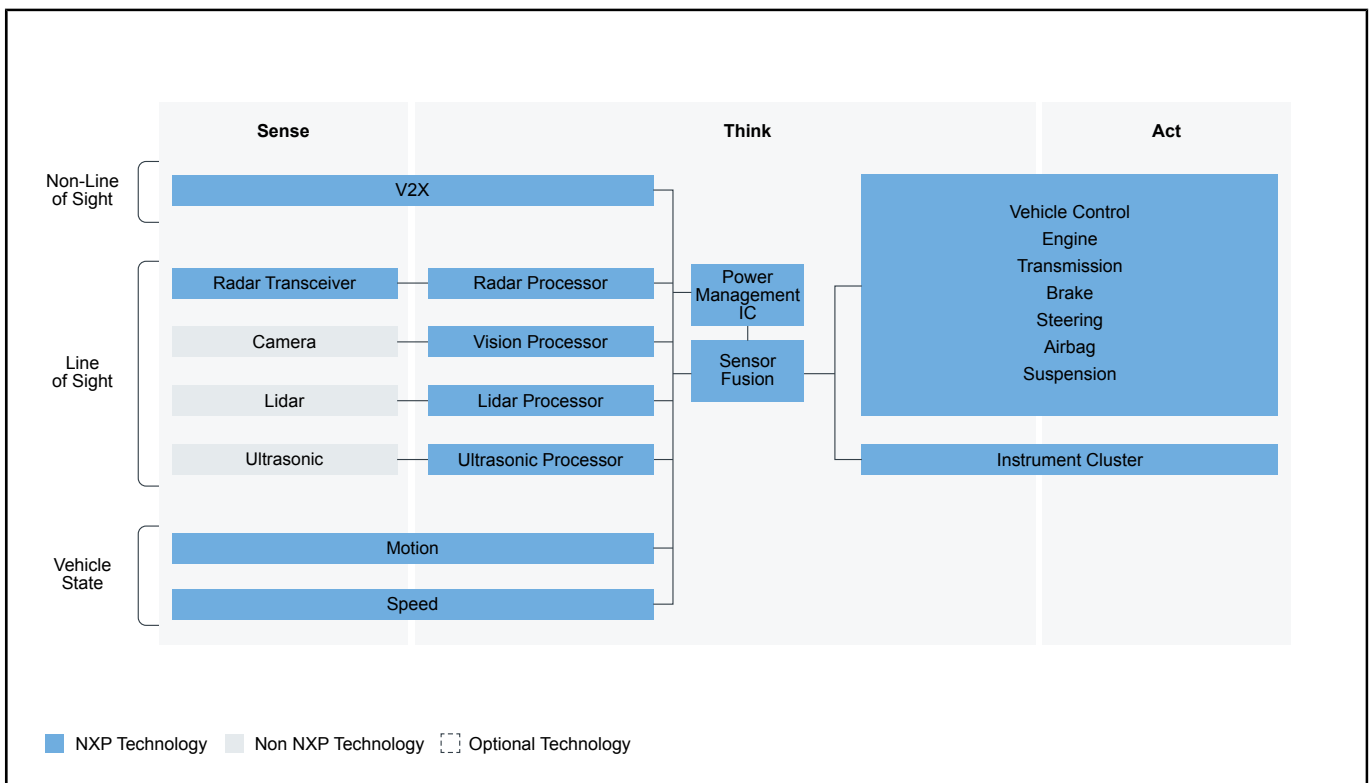 Sense
Think
Act
Non-Line
of Sight
V2X
Line
of Sight
Radar Transceiver
Radar Processor
Camera
Vision Processor
Lidar
Lidar Processor
Ultrasonic
Ultrasonic Processor
Vehicle
State
Motion
Speed
Power
Management
IC
Sensor
Fusion
Vehicle Control
Engine
Transmission
Brake
Steering
Airbag
Suspension
Instrument Cluster
NXP Technology
Non NXP Technology
Optional Technology